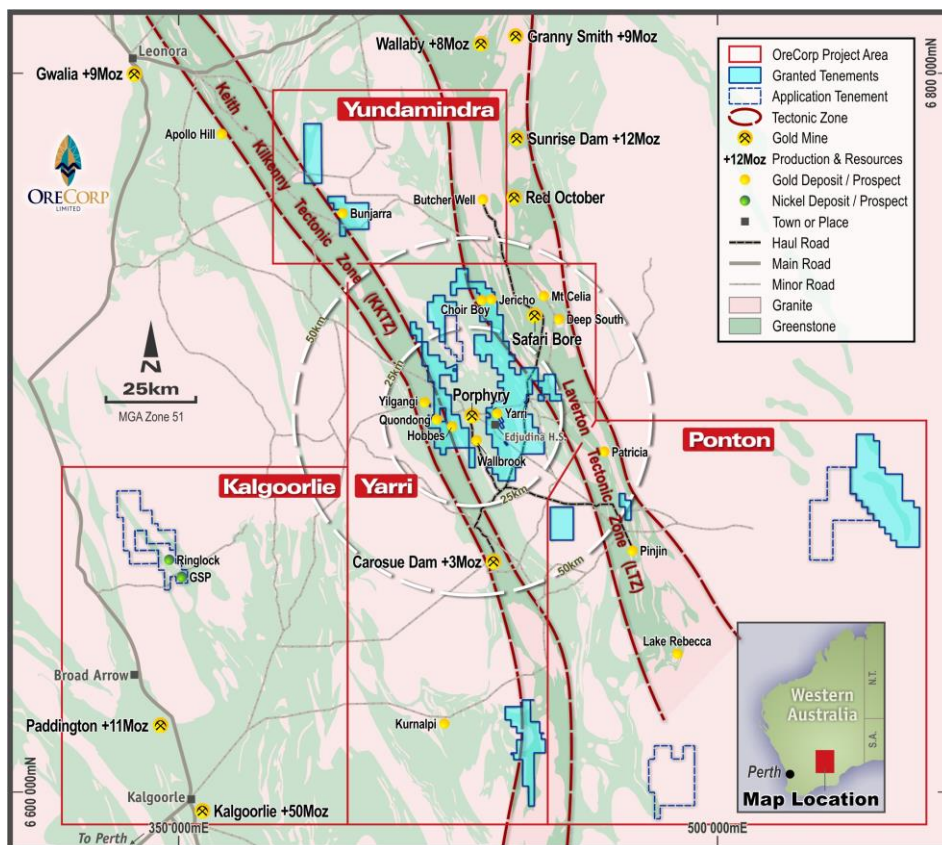 Leonora
Gwalia +9Moz
Wallaby +8Moz
Granny Smith +9Moz
6 800 000mN
Keith - Kilkenny Tectonic Zone (KKTZ)
Yundamindra
Apollo Hill
Sunrise Dam +12Moz
ORECORP
LIMITED
Butcher Well
Red October
Bunjarra
OreCorp Project Area
Granted Tenements
Application Tenement
Tectonic Zone
Gold Mine
+12Moz Production & Resources
Gold Deposit / Prospect
Nickel Deposit / Prospect
Town or Place
Haul Road
Main Road
Minor Road
Granite
Greenstone
N
25km
MGA Zone 51
50km
25km
Choir Boy
Jericho
Mt Celia
Deep South
Safari Bore
Yilgangi
Porphyry
Quondong
Yarri
Hobbes
Edjudina H.S.
Wallbrook
Laverton Tectonic Zone (LTZ)
Patricia
Ponton
Kalgoorlie
Yarri
25km
50km
Ringlock
GSP
Carosue Dam +3Moz
Pinjin
Lake Rebecca
Broad Arrow
Paddington +11Moz
Kurnalpi
Western
Australia
N.T.
S.A.
Perth
Map Location
6 600 000mN
Kalgoorle
Kalgoorlie +50Moz
To Perth
350 000mE
500 000mE